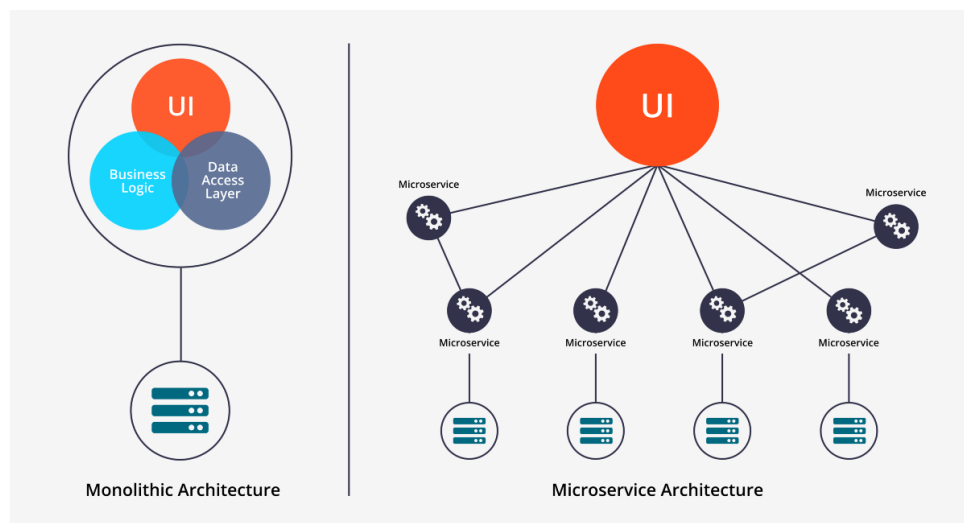 UI
Business
Logic
Data
Access
Layer
Monolithic Architecture
UI
Microservice
Microservice
Microservice
Microservice
Microservice
Microservice
Microservice Architecture